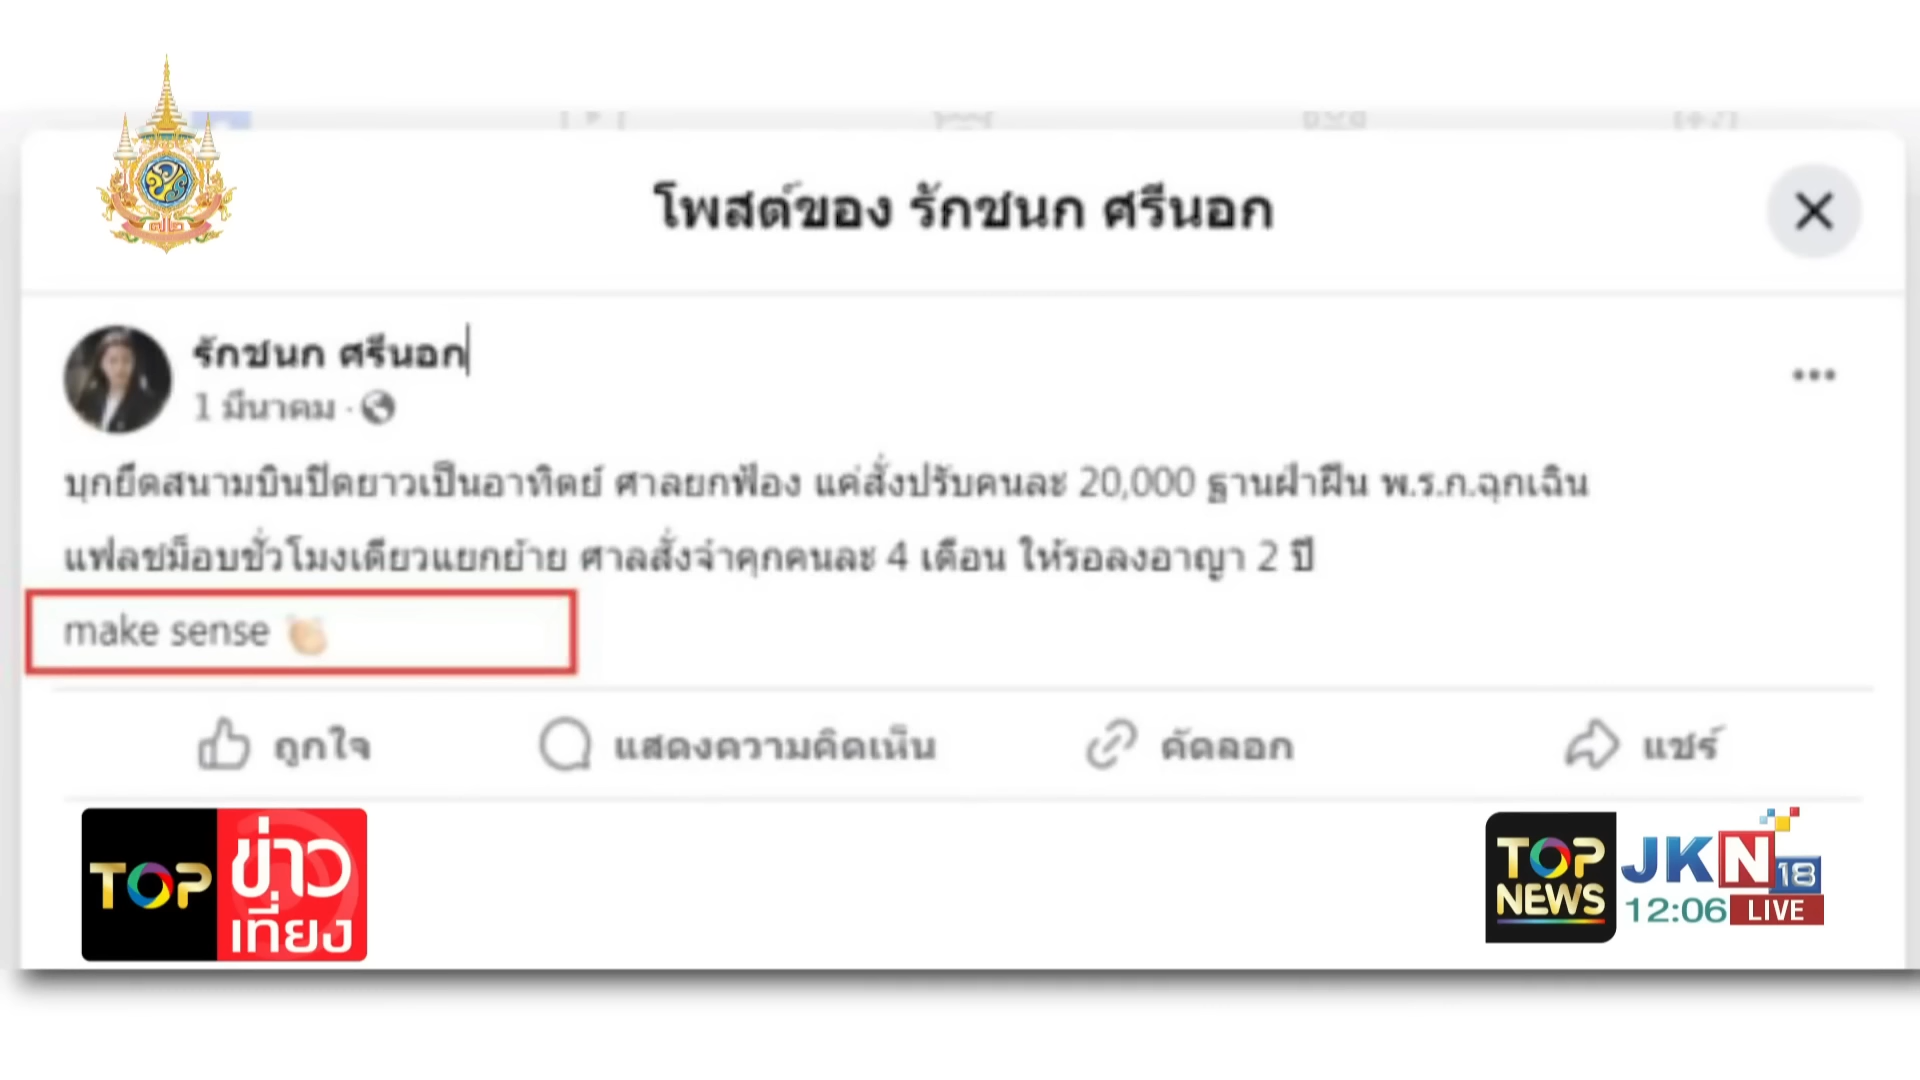 โพสต์ของ รักชนก ศรีนอก
รักชนก ศรีนอก
1 มีนาคม ·
บุกยึดสนามบินปิดยาวเป็นอาทิตย์ ศาลยกฟ้อง แค่สั่งปรับคนละ 20,000 ฐานฝ่าฝืน พ.ร.ก.ฉุกเฉิน
แฟลชม็อบชั่วโมงเดียวแยกย้าย ศาลสั่งจำคุกคนละ 4 เดือน ให้รอลงอาญา 2 ปี
make sense 👏🏻
ถูกใจ แสดงความคิดเห็น คัดลอก แชร์
TOP ข่าว
เที่ยง
TOP NEWS JKN 18
12:06 LIVE